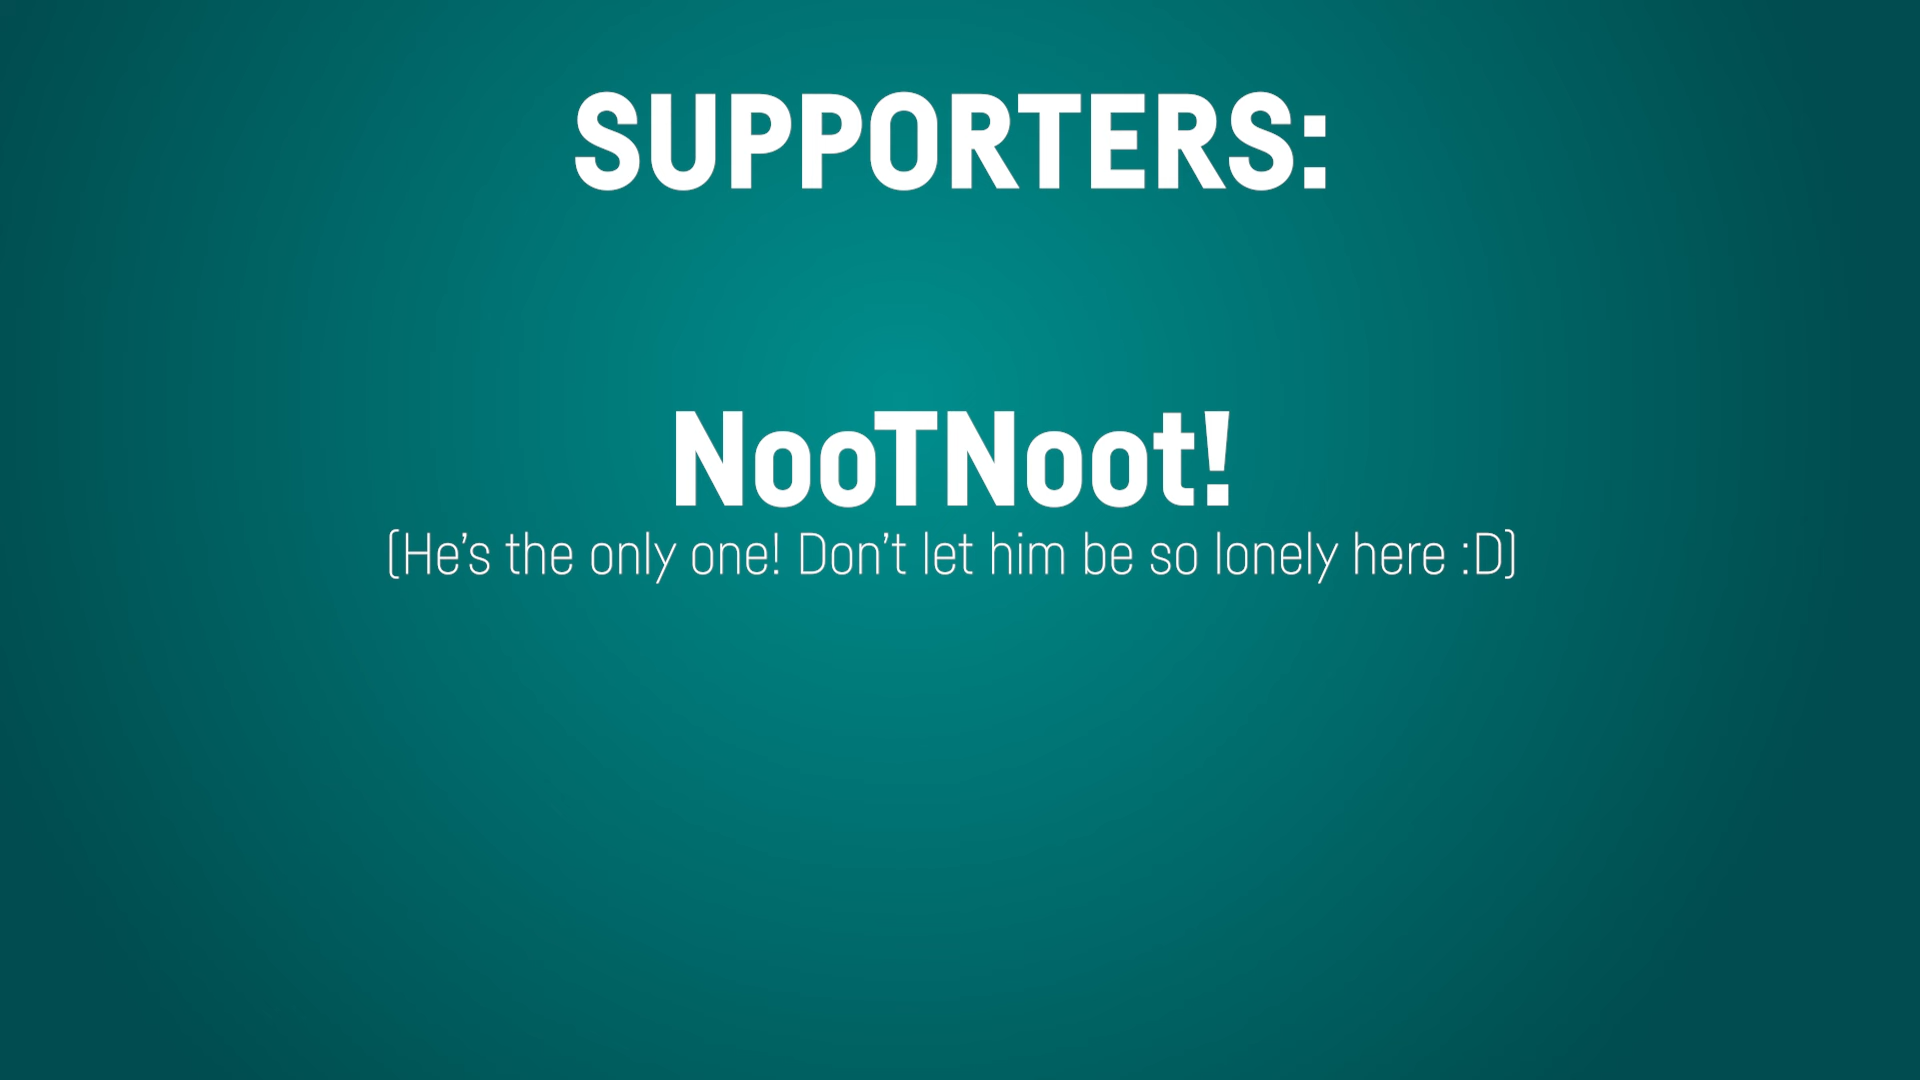 SUPPORTERS:
NooTNoot!
(He's the only one! Don't let him be so lonely here :D)